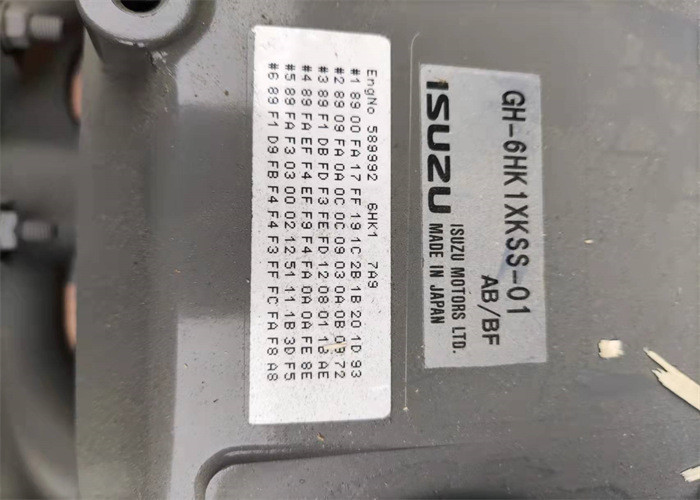 GH-6HK1XKSS-01
AB/BF
ISUZU
ISUZU MOTORS LTD.
MADE IN JAPAN
EngNo 589992 6HK1 7A9
#1 89 00 FA 17 FF 19 1C 2B 1B 20 1D 93
#2 89 09 FA 0A 0C 0C 09 03 0A 0B 09 72
#3 89 F1 DB FD F3 FE FD 12 08 01 13 AE
#4 89 FA EF F4 EF F9 F4 FA 0A 0A FE 8E
#5 89 FA F3 03 00 02 12 51 11 1B 3D F5
#6 89 F1 D9 FB F4 F4 F3 FF FC FA F8 A8